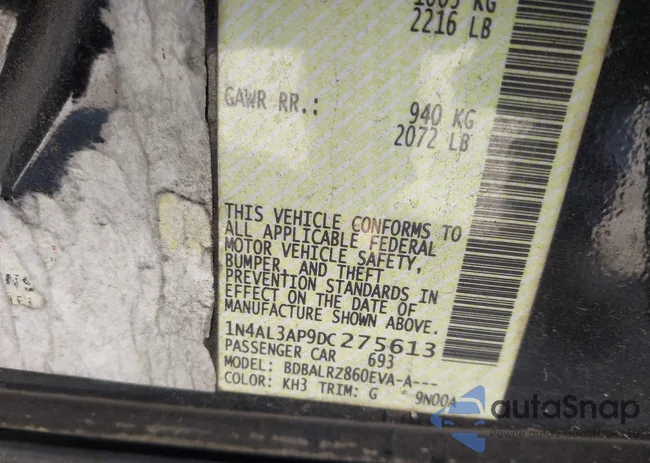 2216 LB
GAWR RR.: 940 KG
2072 LB
THIS VEHICLE CONFORMS TO
ALL APPLICABLE FEDERAL
MOTOR VEHICLE SAFETY,
BUMPER, AND THEFT
PREVENTION STANDARDS IN
EFFECT ON THE DATE OF
MANUFACTURE SHOWN ABOVE.
1N4AL3AP9DC275613
PASSENGER CAR 693
MODEL: BDBALRZ860EVA-A---
COLOR: KH3 TRIM: G 9N00A
autoSnap